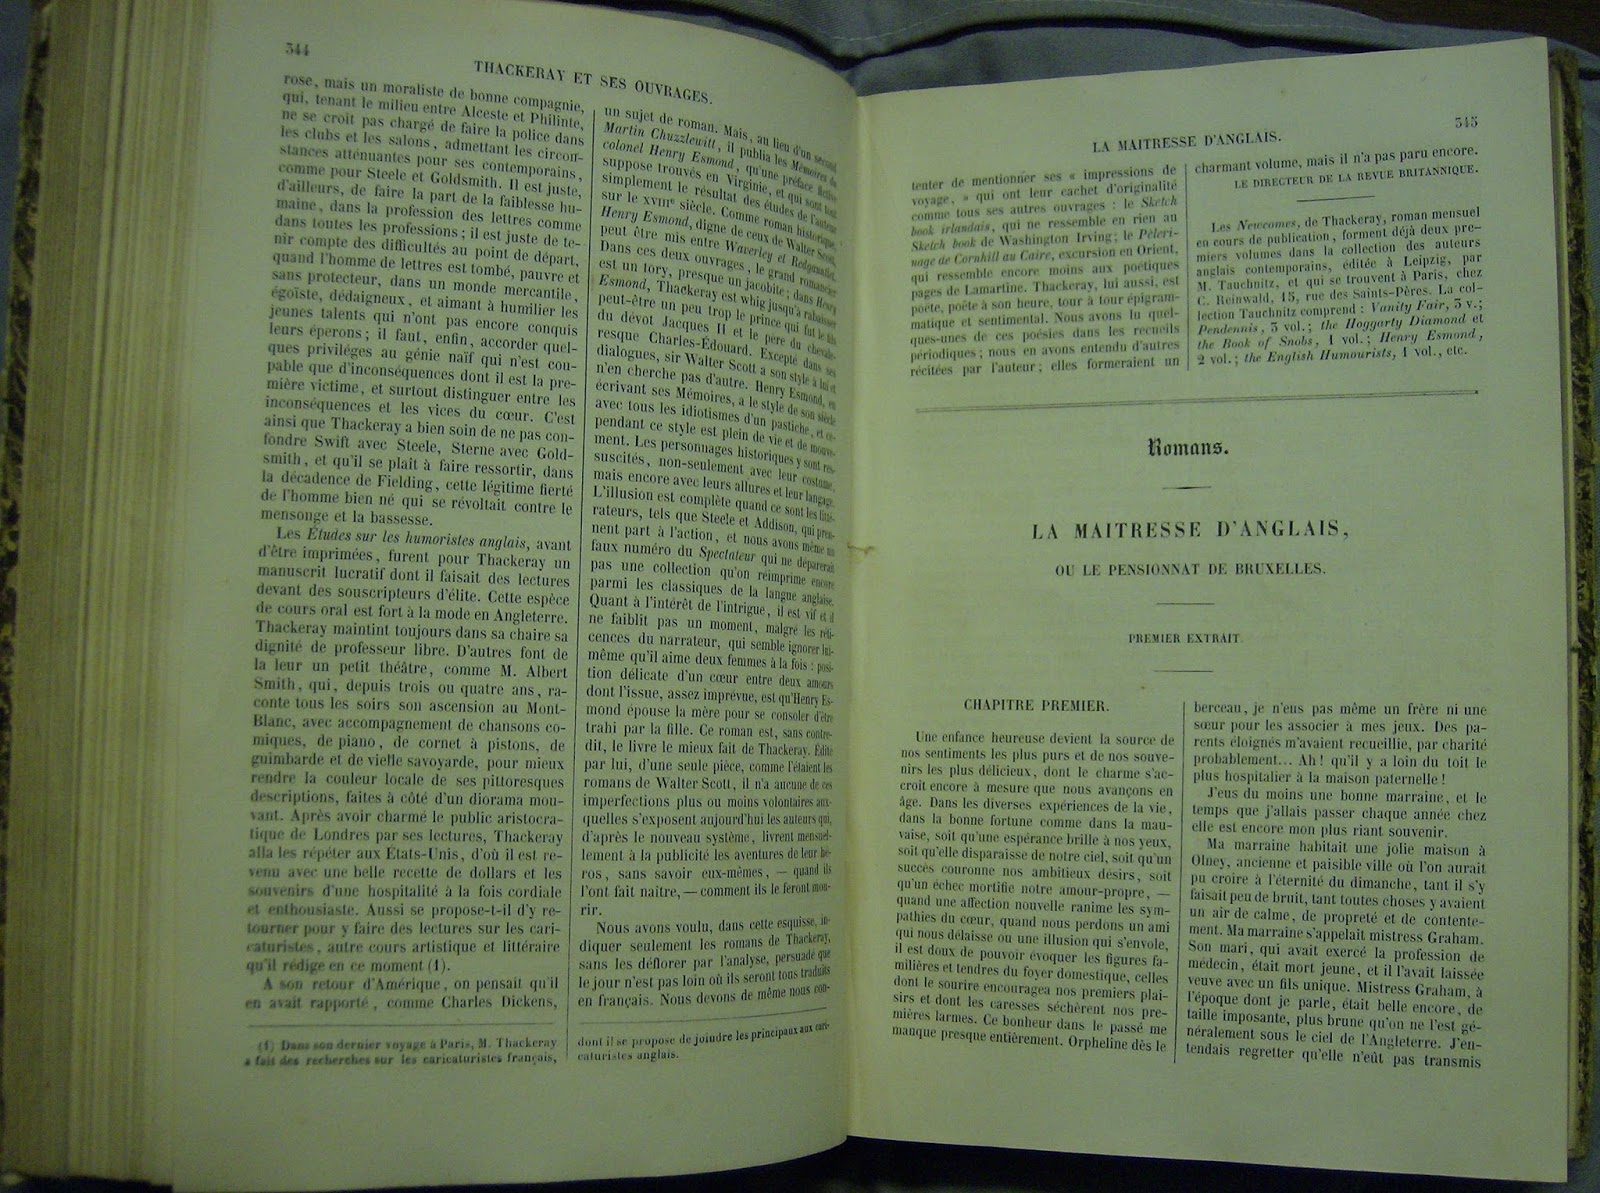 344
THACKERAY ET SES OUVRAGES.
rose, mais un moraliste de bonne compagnie,
qui, tenant le milieu entre Alceste et Philinte,
ne se croit pas chargé de faire la police dans
les clubs et les salons, admettant les circon-
stances atténuantes pour ses contemporains,
comme pour Steele et Goldsmith. Il est juste,
d'ailleurs, de faire la part de la faiblesse hu-
maine, dans la profession des lettres comme
dans toutes les professions; il est juste de te-
nir compte des difficultés au point de départ,
quand l'homme de lettres est tombé, pauvre et
sans protecteur, dans un monde mercantile,
égoïste, dédaigneux, et aimant à humilier les
jeunes talents qui n'ont pas encore conquis
leurs éperons; il faut, enfin, accorder quel-
ques priviléges au génie naïf qui n'est cou-
pable que d'inconséquences dont il est la pre-
mière victime, et surtout distinguer entre les
inconséquences et les vices du cœur. C'est
ainsi que Thackeray a bien soin de ne pas con-
fondre Swift avec Steele, Sterne avec Gold-
smith, et qu'il se plaît à faire ressortir, dans
la décadence de Fielding, cette légitime fierté
de l'homme bien né qui se révoltait contre le
mensonge et la bassesse.
Les Études sur les humoristes anglais, avant
d'être imprimées, furent pour Thackeray un
manuscrit lucratif dont il faisait des lectures
devant des souscripteurs d'élite. Cette espèce
de cours oral est fort à la mode en Angleterre.
Thackeray maintint toujours dans sa chaire sa
dignité de professeur libre. D'autres font de
la leur un petit théâtre, comme M. Albert
Smith, qui, depuis trois ou quatre ans, ra-
conte tous les soirs son ascension au Mont-
Blanc, avec accompagnement de chansons co-
miques, de piano, de cornet à pistons, de
guimbarde et de vielle savoyarde, pour mieux
rendre la couleur locale de ses pittoresques
descriptions, faites à côté d'un diorama mou-
vant. Après avoir charmé le public aristocra-
tique de Londres par ses lectures, Thackeray
alla les répéter aux États-Unis, d'où il est re-
venu avec une belle recette de dollars et les
souvenirs d'une hospitalité à la fois cordiale
et enthousiaste. Aussi se propose-t-il d'y re-
tourner pour y faire des lectures sur les cari-
caturistes, autre cours artistique et littéraire
qu'il rédige en ce moment (1).
A son retour d'Amérique, on pensait qu'il
en avait rapporté, comme Charles Dickens,
(1) Dans son dernier voyage à Paris, M. Thackeray
a fait des recherches sur les caricaturistes français,
un sujet de roman. Mais, au lieu d'un second
Martin Chuzzlewitt, il publia les Mémoires du
colonel Henry Esmond, qu'une préface fictive
suppose trouvés en Virginie, et qui sont tout
simplement le résultat des études de l'auteur
sur le XVIIIe siècle. Comme roman historique,
Henry Esmond, digne de ceux de Walter Scott,
peut être mis entre Waverley et Redgauntlet.
Dans ces deux ouvrages, le grand romancier
est un tory, presque un jacobite; dans Henry
Esmond, Thackeray est whig jusqu'à rabaisser
peut-être un peu trop le prince qui fut le fils
du dévot Jacques II et le père du chevale-
resque Charles-Édouard. Excepté dans ses
dialogues, sir Walter Scott a son style à lui et
n'en cherche pas d'autre. Henry Esmond, en
écrivant ses Mémoires, a le style de son siècle
avec tous les idiotismes d'un pastiche, et ce-
pendant ce style est plein de vie et de mouve-
ment. Les personnages historiques y sont res-
suscités, non-seulement avec leur costume,
mais encore avec leurs allures et leur langage.
L'illusion est complète quand ce sont les litté-
rateurs, tels que Steele et Addison, qui pren-
nent part à l'action, et nous avons même un
faux numéro du Spectateur qui ne déparerait
pas une collection qu'on réimprime encore
parmi les classiques de la langue anglaise.
Quant à l'intérêt de l'intrigue, il est vif et il
ne faiblit pas un moment, malgré les réti-
cences du narrateur, qui semble ignorer lui-
même qu'il aime deux femmes à la fois : posi-
tion délicate d'un cœur entre deux amours
dont l'issue, assez imprévue, est qu'Henry Es-
mond épouse la mère pour se consoler d'être
trahi par la fille. Ce roman est, sans contre-
dit, le livre le mieux fait de Thackeray. Édité
par lui, d'une seule pièce, comme l'étaient les
romans de Walter Scott, il n'a aucune de ces
imperfections plus ou moins volontaires aux-
quelles s'exposent aujourd'hui les auteurs qui,
d'après le nouveau système, livrent mensuel-
lement à la publicité les aventures de leur hé-
ros, sans savoir eux-mêmes, — quand ils
l'ont fait naître, — comment ils le feront mou-
rir.
Nous avons voulu, dans cette esquisse, in-
diquer seulement les romans de Thackeray,
sans les déflorer par l'analyse, persuadé que
le jour n'est pas loin où ils seront tous traduits
en français. Nous devons de même nous con-
dont il se propose de joindre les principaux aux cari-
caturistes anglais.
LA MAITRESSE D'ANGLAIS.
345
tenter de mentionner ses « impressions de
voyage, » qui ont leur cachet d'originalité
comme tous ses autres ouvrages : le Sketch
book irlandais, qui ne ressemble en rien au
Sketch book de Washington Irving; le Pèleri-
nage de Cornhill au Caire, excursion en Orient,
qui ressemble encore moins aux poétiques
pages de Lamartine. Thackeray, lui aussi, est
poëte, poëte à son heure, tour à tour épigram-
matique et sentimental. Nous avons lu quel-
ques-unes de ces poésies dans les recueils
périodiques; nous en avons entendu d'autres
récitées par l'auteur; elles formeraient un
charmant volume, mais il n'a pas paru encore.
LE DIRECTEUR DE LA REVUE BRITANNIQUE.
Les Newcomes, de Thackeray, roman mensuel
en cours de publication, forment déjà deux pre-
miers volumes dans la collection des auteurs
anglais contemporains, éditée à Leipzig, par
M. Tauchnitz, et qui se trouvent à Paris, chez
C. Reinwald, 15, rue des Saints-Pères. La col-
lection Tauchnitz comprend : Vanity Fair, 3 v.;
Pendennis, 3 vol.; the Hoggarty Diamond et
the Book of Snobs, 1 vol.; Henry Esmond,
2 vol.; the English Humourists, 1 vol., etc.
Romans.
LA MAITRESSE D'ANGLAIS,
OU LE PENSIONNAT DE BRUXELLES.
PREMIER EXTRAIT.
CHAPITRE PREMIER.
Une enfance heureuse devient la source de
nos sentiments les plus purs et de nos souve-
nirs les plus délicieux, dont le charme s'ac-
croît encore à mesure que nous avançons en
âge. Dans les diverses expériences de la vie,
dans la bonne fortune comme dans la mau-
vaise, soit qu'une espérance brille à nos yeux,
soit qu'elle disparaisse de notre ciel, soit qu'un
succès couronne nos ambitieux désirs, soit
qu'un échec mortifie notre amour-propre, —
quand une affection nouvelle ranime les sym-
pathies du cœur, quand nous perdons un ami
qui nous délaisse ou une illusion qui s'envole,
il est doux de pouvoir évoquer les figures fa-
milières et tendres du foyer domestique, celles
dont le sourire encouragea nos premiers plai-
sirs et dont les caresses séchèrent nos pre-
mières larmes. Ce bonheur dans le passé me
manque presque entièrement. Orpheline dès le
berceau, je n'eus pas même un frère ni une
sœur pour les associer à mes jeux. Des pa-
rents éloignés m'avaient recueillie, par charité
probablement... Ah! qu'il y a loin du toit le
plus hospitalier à la maison paternelle!
J'eus du moins une bonne marraine, et le
temps que j'allais passer chaque année chez
elle est encore mon plus riant souvenir.
Ma marraine habitait une jolie maison à
Olney, ancienne et paisible ville où l'on aurait
pu croire à l'éternité du dimanche, tant il s'y
faisait peu de bruit, tant toutes choses y avaient
un air de calme, de propreté et de contente-
ment. Ma marraine s'appelait mistress Graham.
Son mari, qui avait exercé la profession de
médecin, était mort jeune, et il l'avait laissée
veuve avec un fils unique. Mistress Graham, à
l'époque dont je parle, était belle encore, de
taille imposante, plus brune qu'on ne l'est gé-
néralement sous le ciel de l'Angleterre. J'en-
tendais regretter qu'elle n'eût pas transmis